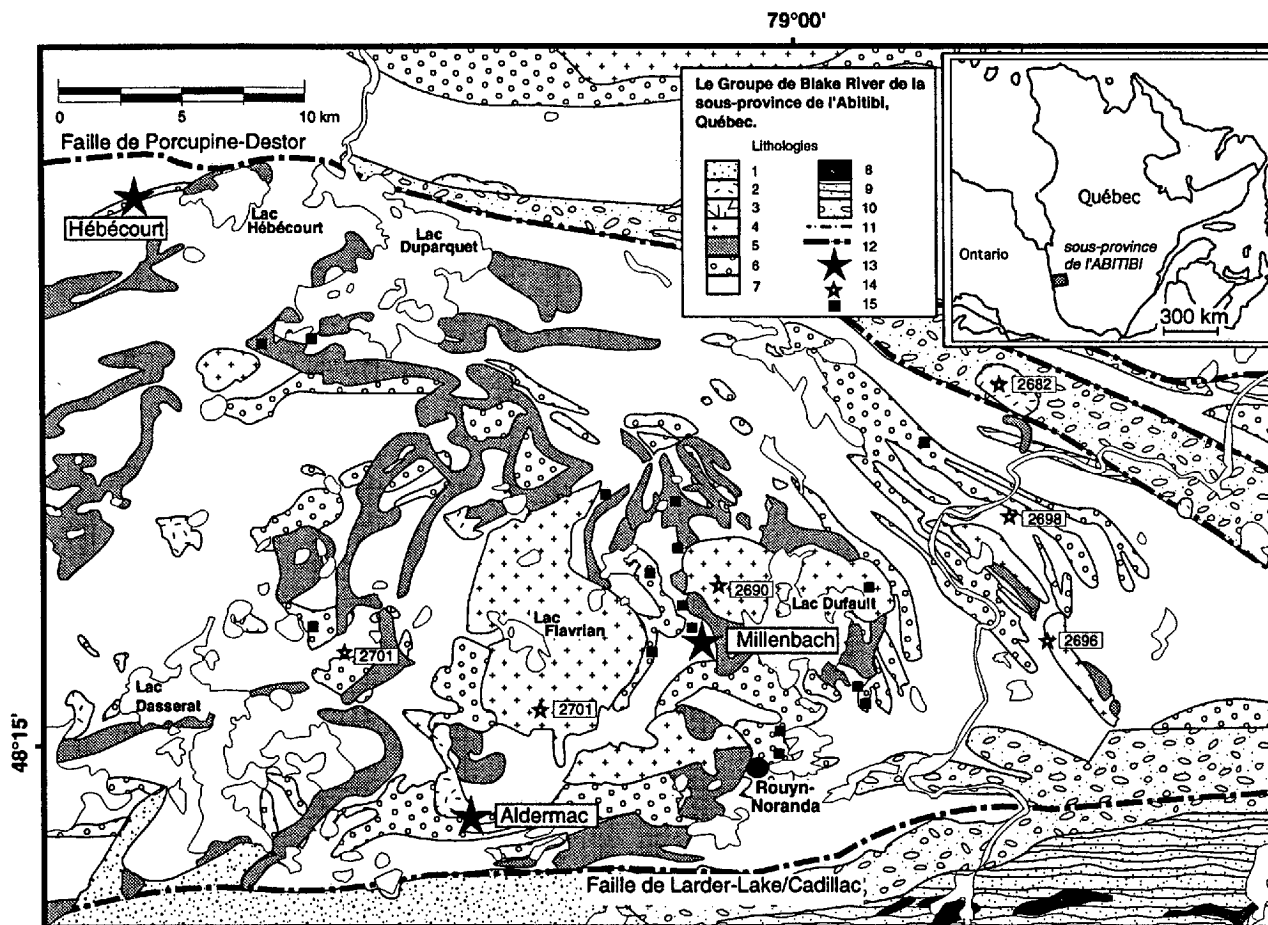 79°00'
0
5
10 km
Faille de Porcupine-Destor
Hébécourt
Lac
Hébécourt
Lac
Duparquet
Le Groupe de Blake River de la
sous-province de l'Abitibi,
Québec.
Lithologies
1
2
3
4
5
6
7
8
9
10
11
12
13
14
15
Québec
Ontario
sous-province
de l'ABITIBI
300 km
2682
2698
2690
Lac Dufault
Lac
Flavrian
Millenbach
2696
2701
Lac
Dasserat
2701
48°15'
Rouyn-
Noranda
Aldermac
Faille de Larder-Lake/Cadillac